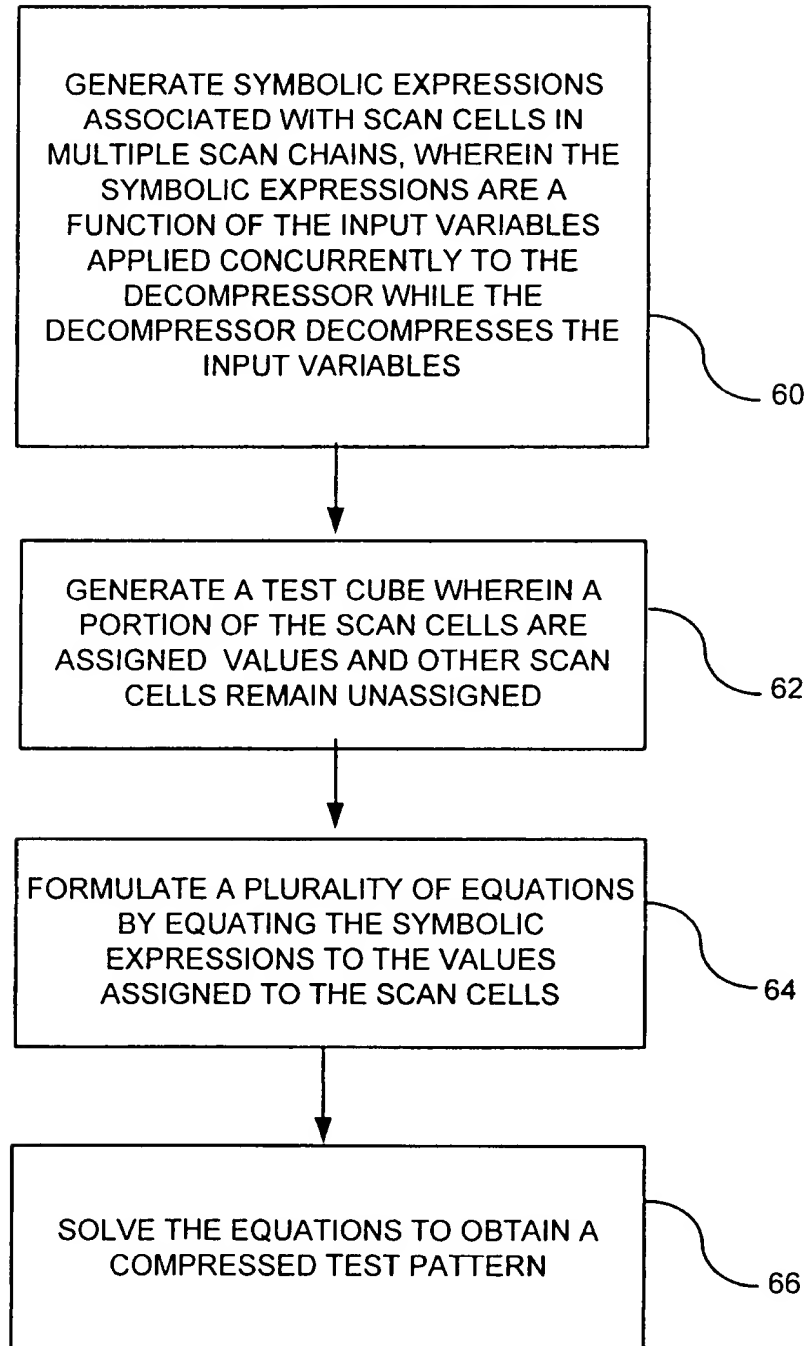 GENERATE SYMBOLIC EXPRESSIONS
ASSOCIATED WITH SCAN CELLS IN
MULTIPLE SCAN CHAINS, WHEREIN THE
SYMBOLIC EXPRESSIONS ARE A
FUNCTION OF THE INPUT VARIABLES
APPLIED CONCURRENTLY TO THE
DECOMPRESSOR WHILE THE
DECOMPRESSOR DECOMPRESSES THE
INPUT VARIABLES
60
GENERATE A TEST CUBE WHEREIN A
PORTION OF THE SCAN CELLS ARE
ASSIGNED VALUES AND OTHER SCAN
CELLS REMAIN UNASSIGNED
62
FORMULATE A PLURALITY OF EQUATIONS
BY EQUATING THE SYMBOLIC
EXPRESSIONS TO THE VALUES
ASSIGNED TO THE SCAN CELLS
64
SOLVE THE EQUATIONS TO OBTAIN A
COMPRESSED TEST PATTERN
66